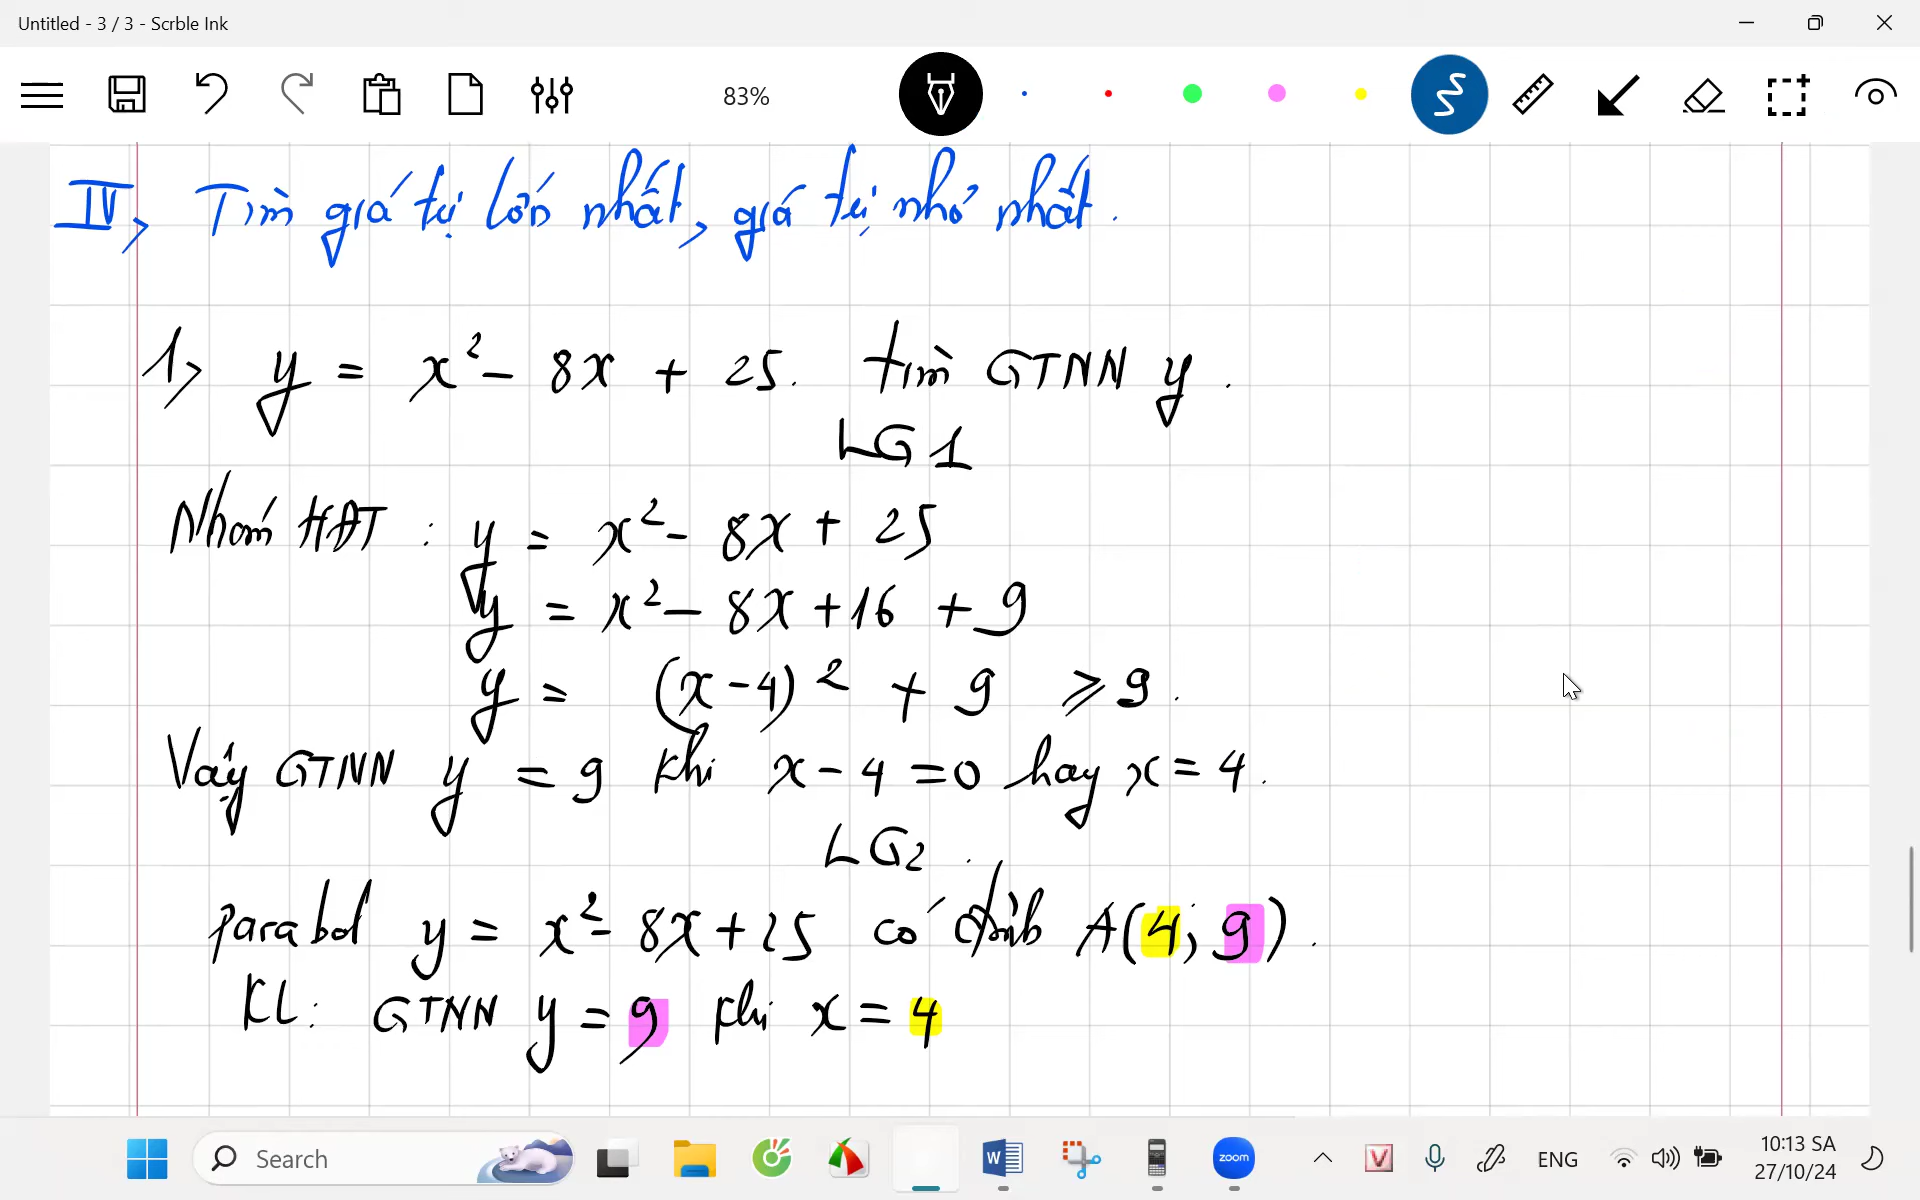 Untitled - 3 / 3 - Scrble Ink
83%
IV, Tìm giá trị lớn nhất, giá trị nhỏ nhất.
1, y = x² - 8x + 25. Tìm GTNN y.
LG1
Nhóm HĐT : y = x² - 8x + 25
y = x² - 8x + 16 + 9
y = (x - 4)² + 9 ⩾ 9.
Vậy GTNN y = 9 khi x - 4 = 0 hay x = 4.
LG2.
parabol y = x² - 8x + 25 có đỉnh A(4; 9).
KL: GTNN y = 9 khi x = 4
Search
zoom
ENG
10:13 SA
27/10/24